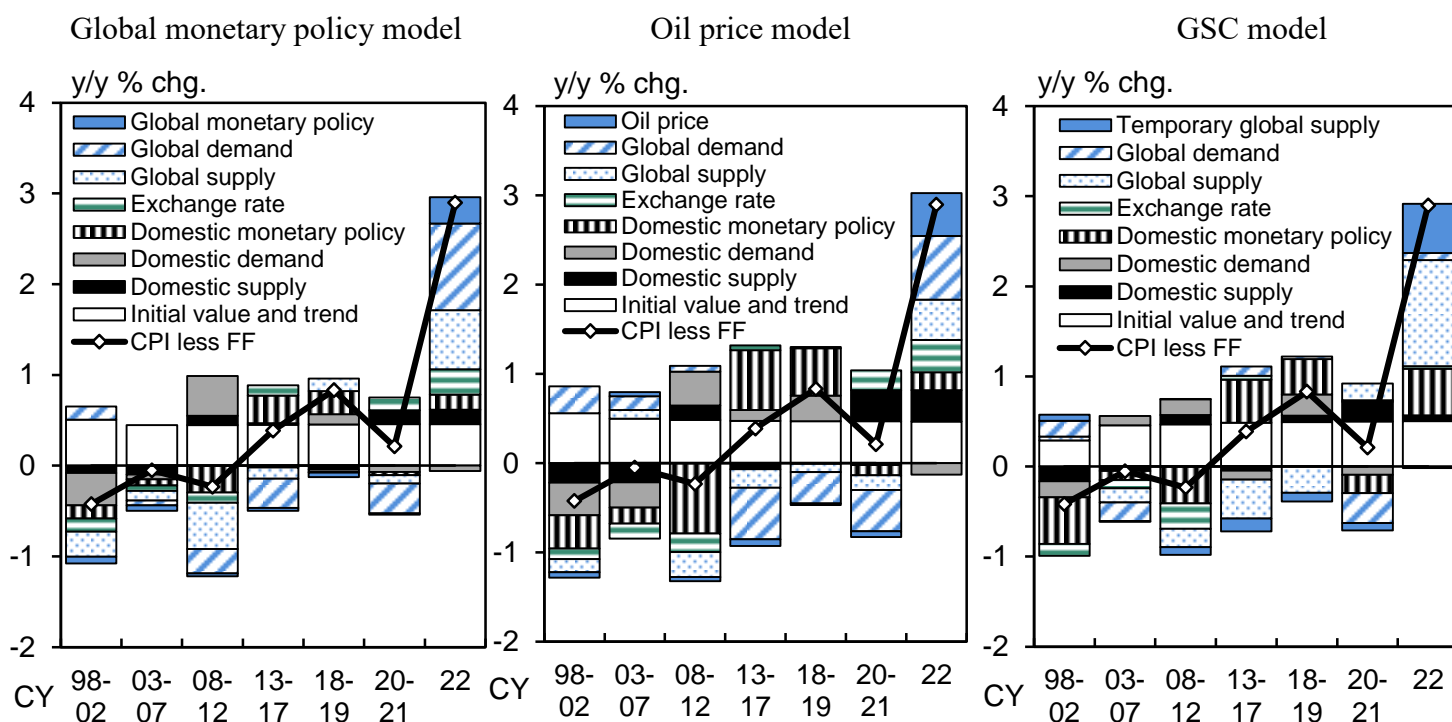 Global monetary policy model
Oil price model
GSC model
y/y % chg.
4
3
2
1
0
-1
-2
Global monetary policy
Global demand
Global supply
Exchange rate
Domestic monetary policy
Domestic demand
Domestic supply
Initial value and trend
CPI less FF
CY
98-
02
03-
07
08-
12
13-
17
18-
19
20-
21
22
y/y % chg.
4
3
2
1
0
-1
-2
Oil price
Global demand
Global supply
Exchange rate
Domestic monetary policy
Domestic demand
Domestic supply
Initial value and trend
CPI less FF
CY
98-
02
03-
07
08-
12
13-
17
18-
19
20-
21
22
y/y % chg.
4
3
2
1
0
-1
-2
Temporary global supply
Global demand
Global supply
Exchange rate
Domestic monetary policy
Domestic demand
Domestic supply
Initial value and trend
CPI less FF
CY
98-
02
03-
07
08-
12
13-
17
18-
19
20-
21
22